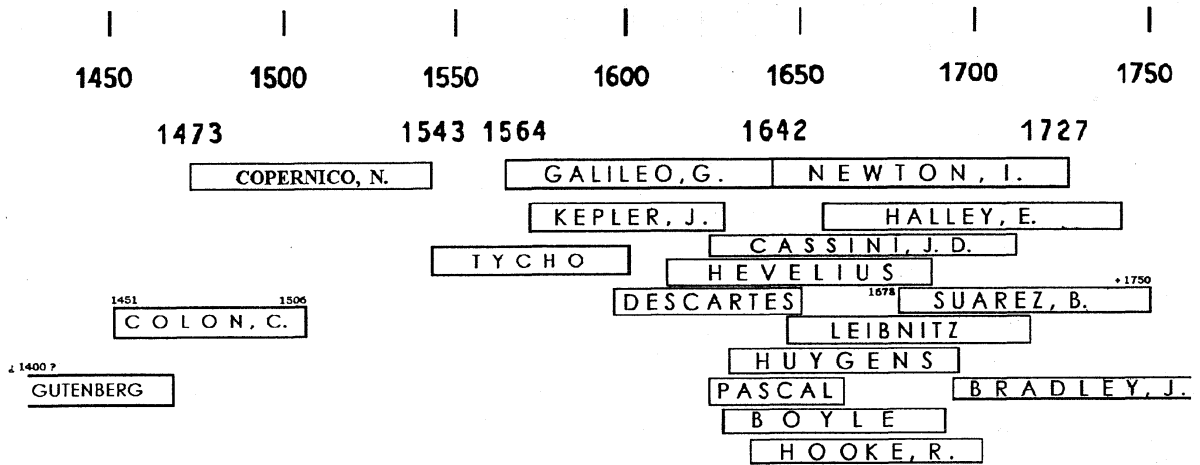 1450 1500 1550 1600 1650 1700 1750
1473 1543 1564 1642 1727
COPERNICO, N. GALILEO, G. NEWTON, I.
KEPLER, J. HALLEY, E.
CASSINI, J. D.
TYCHO
HEVELIUS
1451 1506 DESCARTES 1678 SUAREZ, B. + 1750
COLON, C. LEIBNITZ
HUYGENS
¿ 1400 ?
GUTENBERG PASCAL BRADLEY, J.
BOYLE
HOOKE, R.